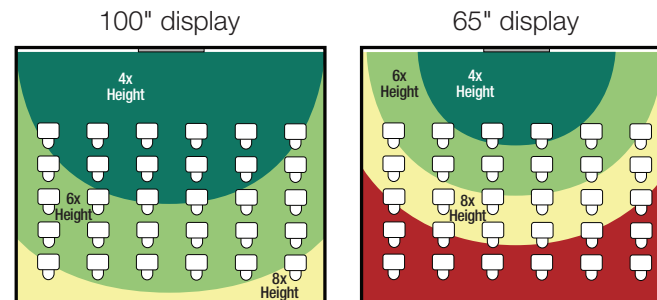 100" display
4x
Height
6x
Height
8x
Height
65" display
6x
Height
4x
Height
8x
Height